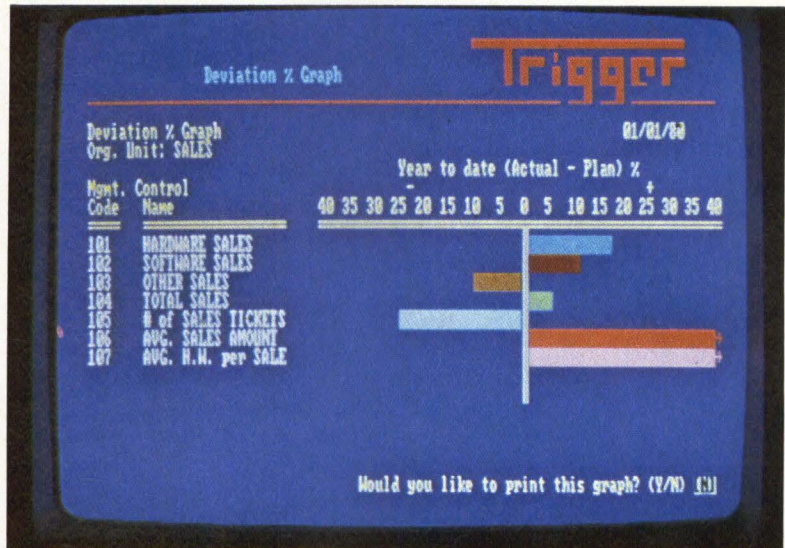 Trigger
Deviation % Graph
Deviation % Graph
01/01/80
Org. Unit: SALES
Year to date (Actual - Plan) %
- +
Mgmt. Control
Code Name
40 35 30 25 20 15 10 5 0 5 10 15 20 25 30 35 40
101 HARDWARE SALES
102 SOFTWARE SALES
103 OTHER SALES
104 TOTAL SALES
105 # of SALES TICKETS
106 AVG. SALES AMOUNT
107 AVG. H.W. per SALE
Would you like to print this graph? (Y/N) [N]